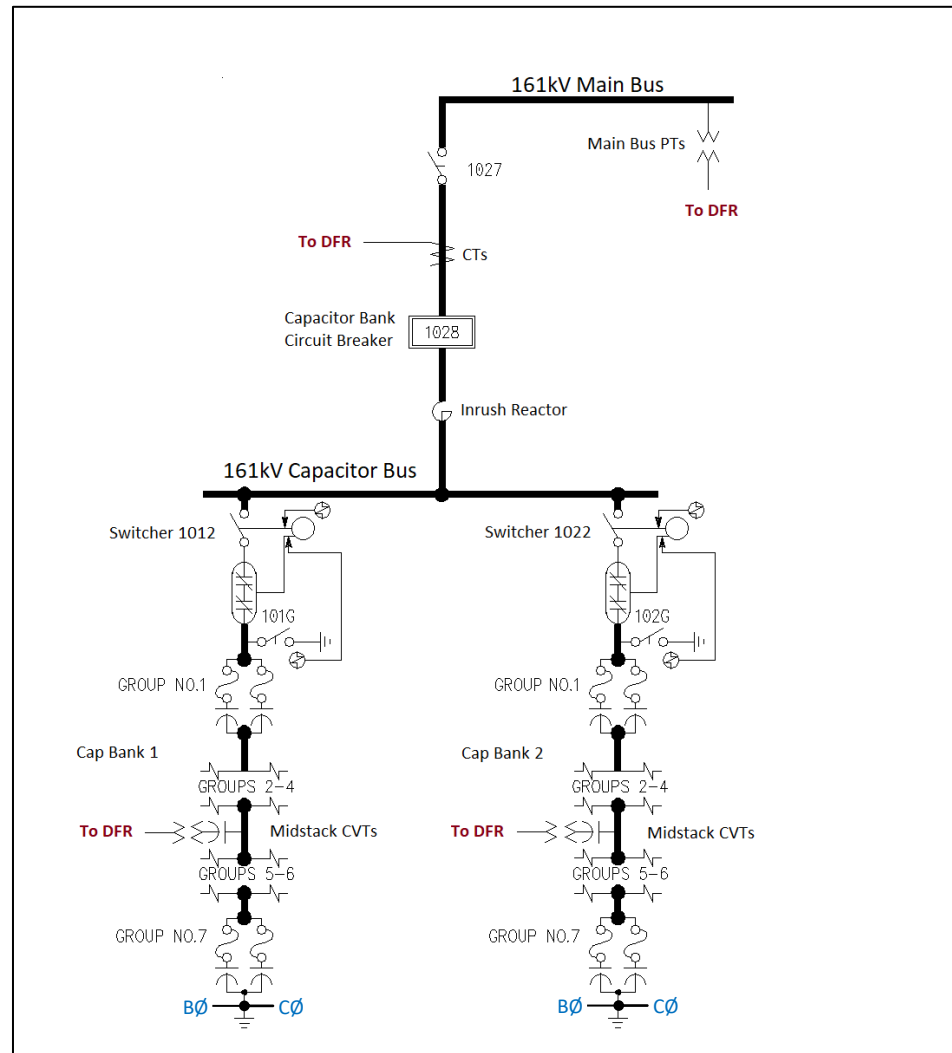 161kV Main Bus
Main Bus PTs
1027
To DFR
To DFR
CTs
Capacitor Bank
Circuit Breaker
1028
Inrush Reactor
161kV Capacitor Bus
Switcher 1012
Switcher 1022
101G
102G
GROUP NO.1
GROUP NO.1
Cap Bank 1
Cap Bank 2
GROUPS 2-4
GROUPS 2-4
To DFR
Midstack CVTs
To DFR
Midstack CVTs
GROUPS 5-6
GROUPS 5-6
GROUP NO.7
GROUP NO.7
BØ
CØ
BØ
CØ